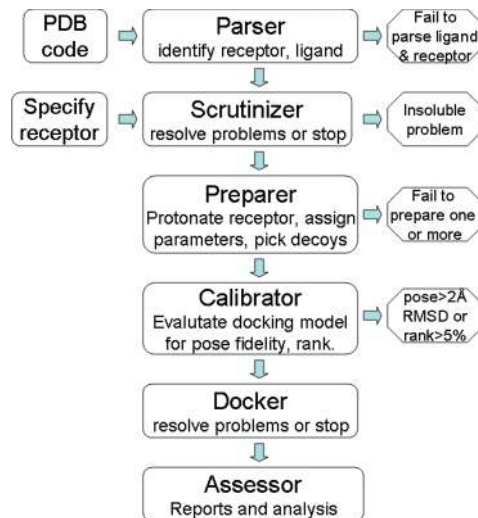 PDB
code
Parser
identify receptor, ligand
Fail to
parse ligand
& receptor
Specify
receptor
Scrutinizer
resolve problems or stop
Insoluble
problem
Preparer
Protonate receptor, assign
parameters, pick decoys
Fail to
prepare one
or more
Calibrator
Evalutate docking model
for pose fidelity, rank.
pose>2Å
RMSD or
rank>5%
Docker
resolve problems or stop
Assessor
Reports and analysis